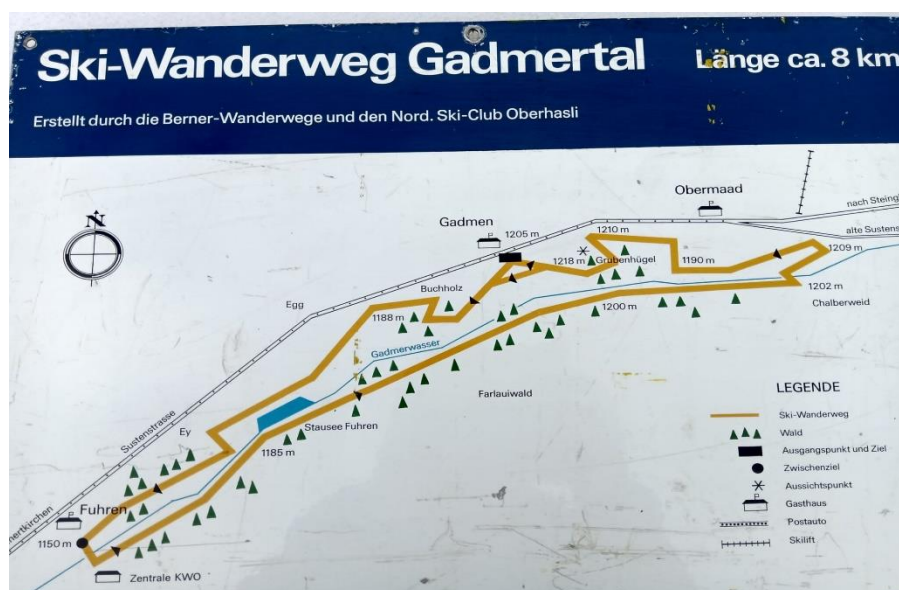 Ski-Wanderweg Gadmertal
Länge ca. 8 km
Erstellt durch die Berner-Wanderwege und den Nord. Ski-Club Oberhasli
N
Obermaad
P
nach Steing
alte Sustens
Gadmen
P
1205 m
1210 m
1209 m
1218 m
Grubenhügel
1190 m
1202 m
Buchholz
Chalberweid
Egg
1188 m
1200 m
Gadmerwasser
Farlauiwald
Sustenstrasse
Ey
Stausee Fuhren
1185 m
nertkirchen
P
Fuhren
1150 m
Zentrale KWO
LEGENDE
Ski-Wanderweg
Wald
Ausgangspunkt und Ziel
Zwischenziel
Aussichtspunkt
P
Gasthaus
Postauto
Skilift